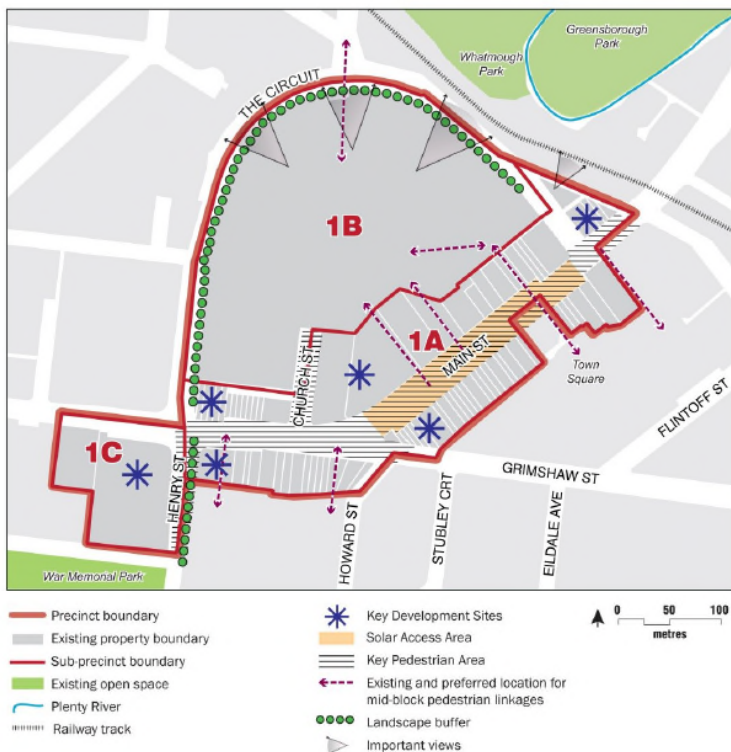 Greensborough
Park
Whatmough
Park
THE CIRCUIT
1B
1A
MAIN ST
CHURCH ST
Town
Square
FLINTOFF ST
1C
HENRY ST
GRIMSHAW ST
HOWARD ST
STUBLEY CRT
EILDALE AVE
War Memorial Park
Precinct boundary
Existing property boundary
Sub-precinct boundary
Existing open space
Plenty River
Railway track
Key Development Sites
Solar Access Area
Key Pedestrian Area
Existing and preferred location for
mid-block pedestrian linkages
Landscape buffer
Important views
0 50 100
metres